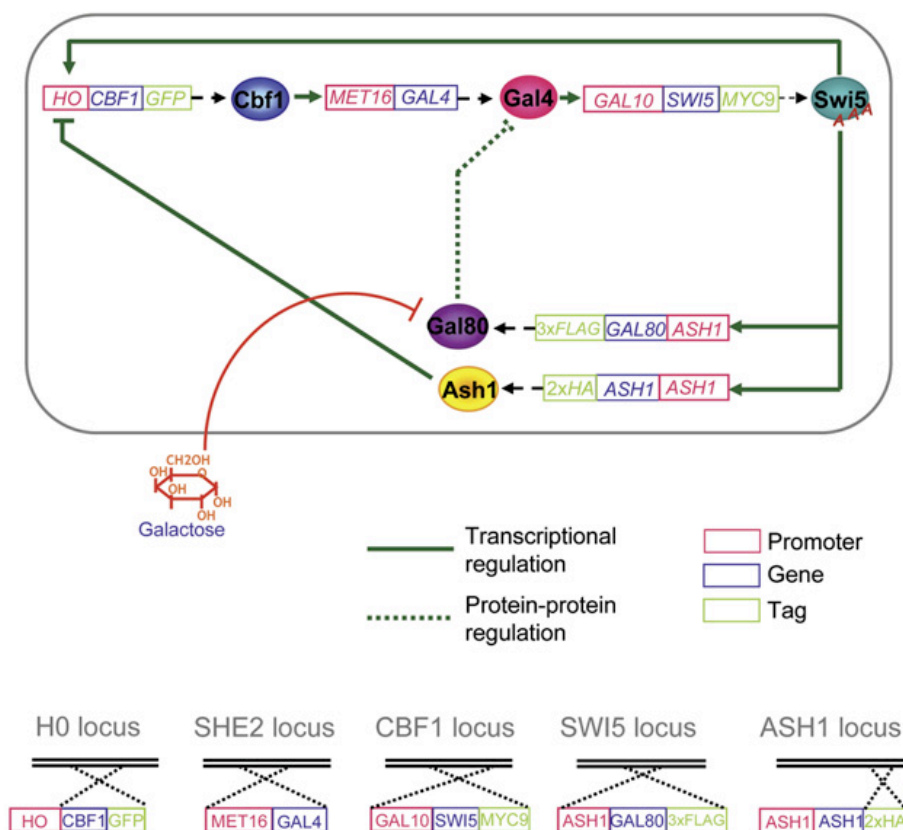 HO CBF1 GFP Cbf1 MET16 GAL4 Gal4 GAL10 SWI5 MYC9 Swi5
A A A
Gal80 3xFLAG GAL80 ASH1
Ash1 2xHA ASH1 ASH1
CH2OH
OH O
OH
OH
OH
Galactose
Transcriptional
regulation
Protein-protein
regulation
Promoter
Gene
Tag
H0 locus SHE2 locus CBF1 locus SWI5 locus ASH1 locus
HO CBF1 GFP MET16 GAL4 GAL10 SWI5 MYC9 ASH1 GAL80 3xFLAG ASH1 ASH1 2xHA